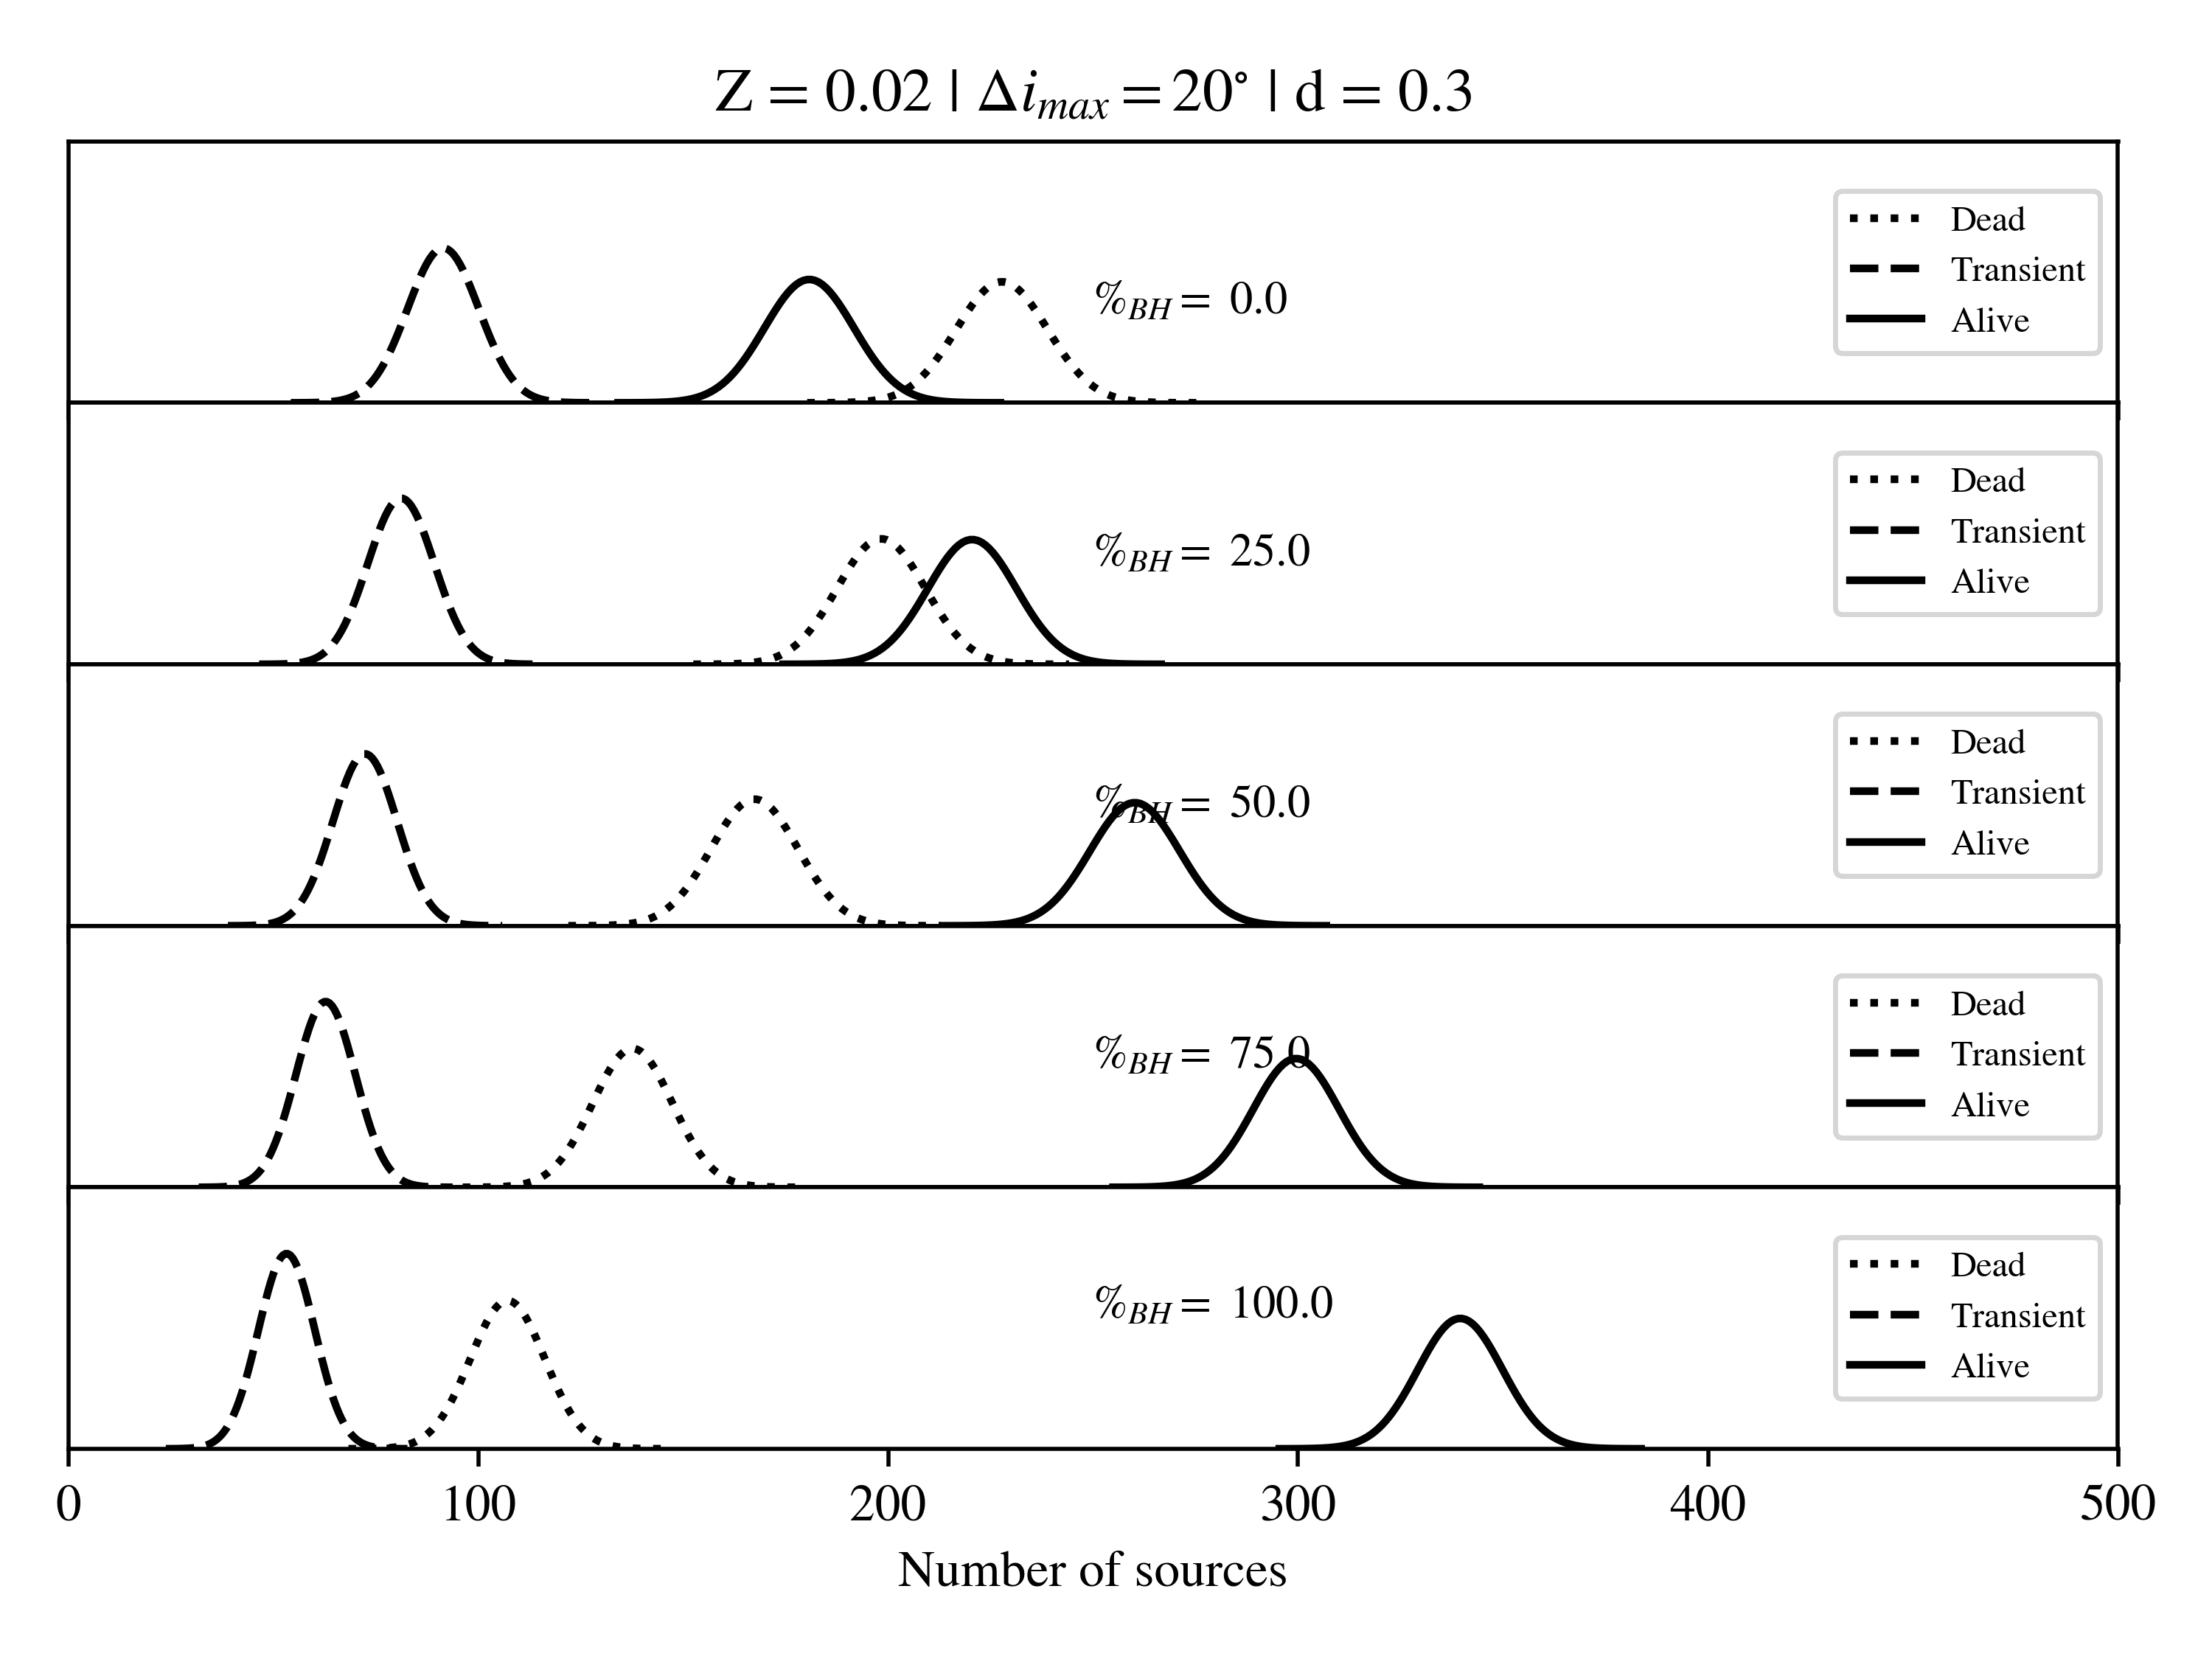 Z = 0.02 | Δi_max = 20° | d = 0.3
%_BH = 0.0
Dead
Transient
Alive
%_BH = 25.0
Dead
Transient
Alive
%_BH = 50.0
Dead
Transient
Alive
%_BH = 75.0
Dead
Transient
Alive
%_BH = 100.0
Dead
Transient
Alive
0 100 200 300 400 500
Number of sources